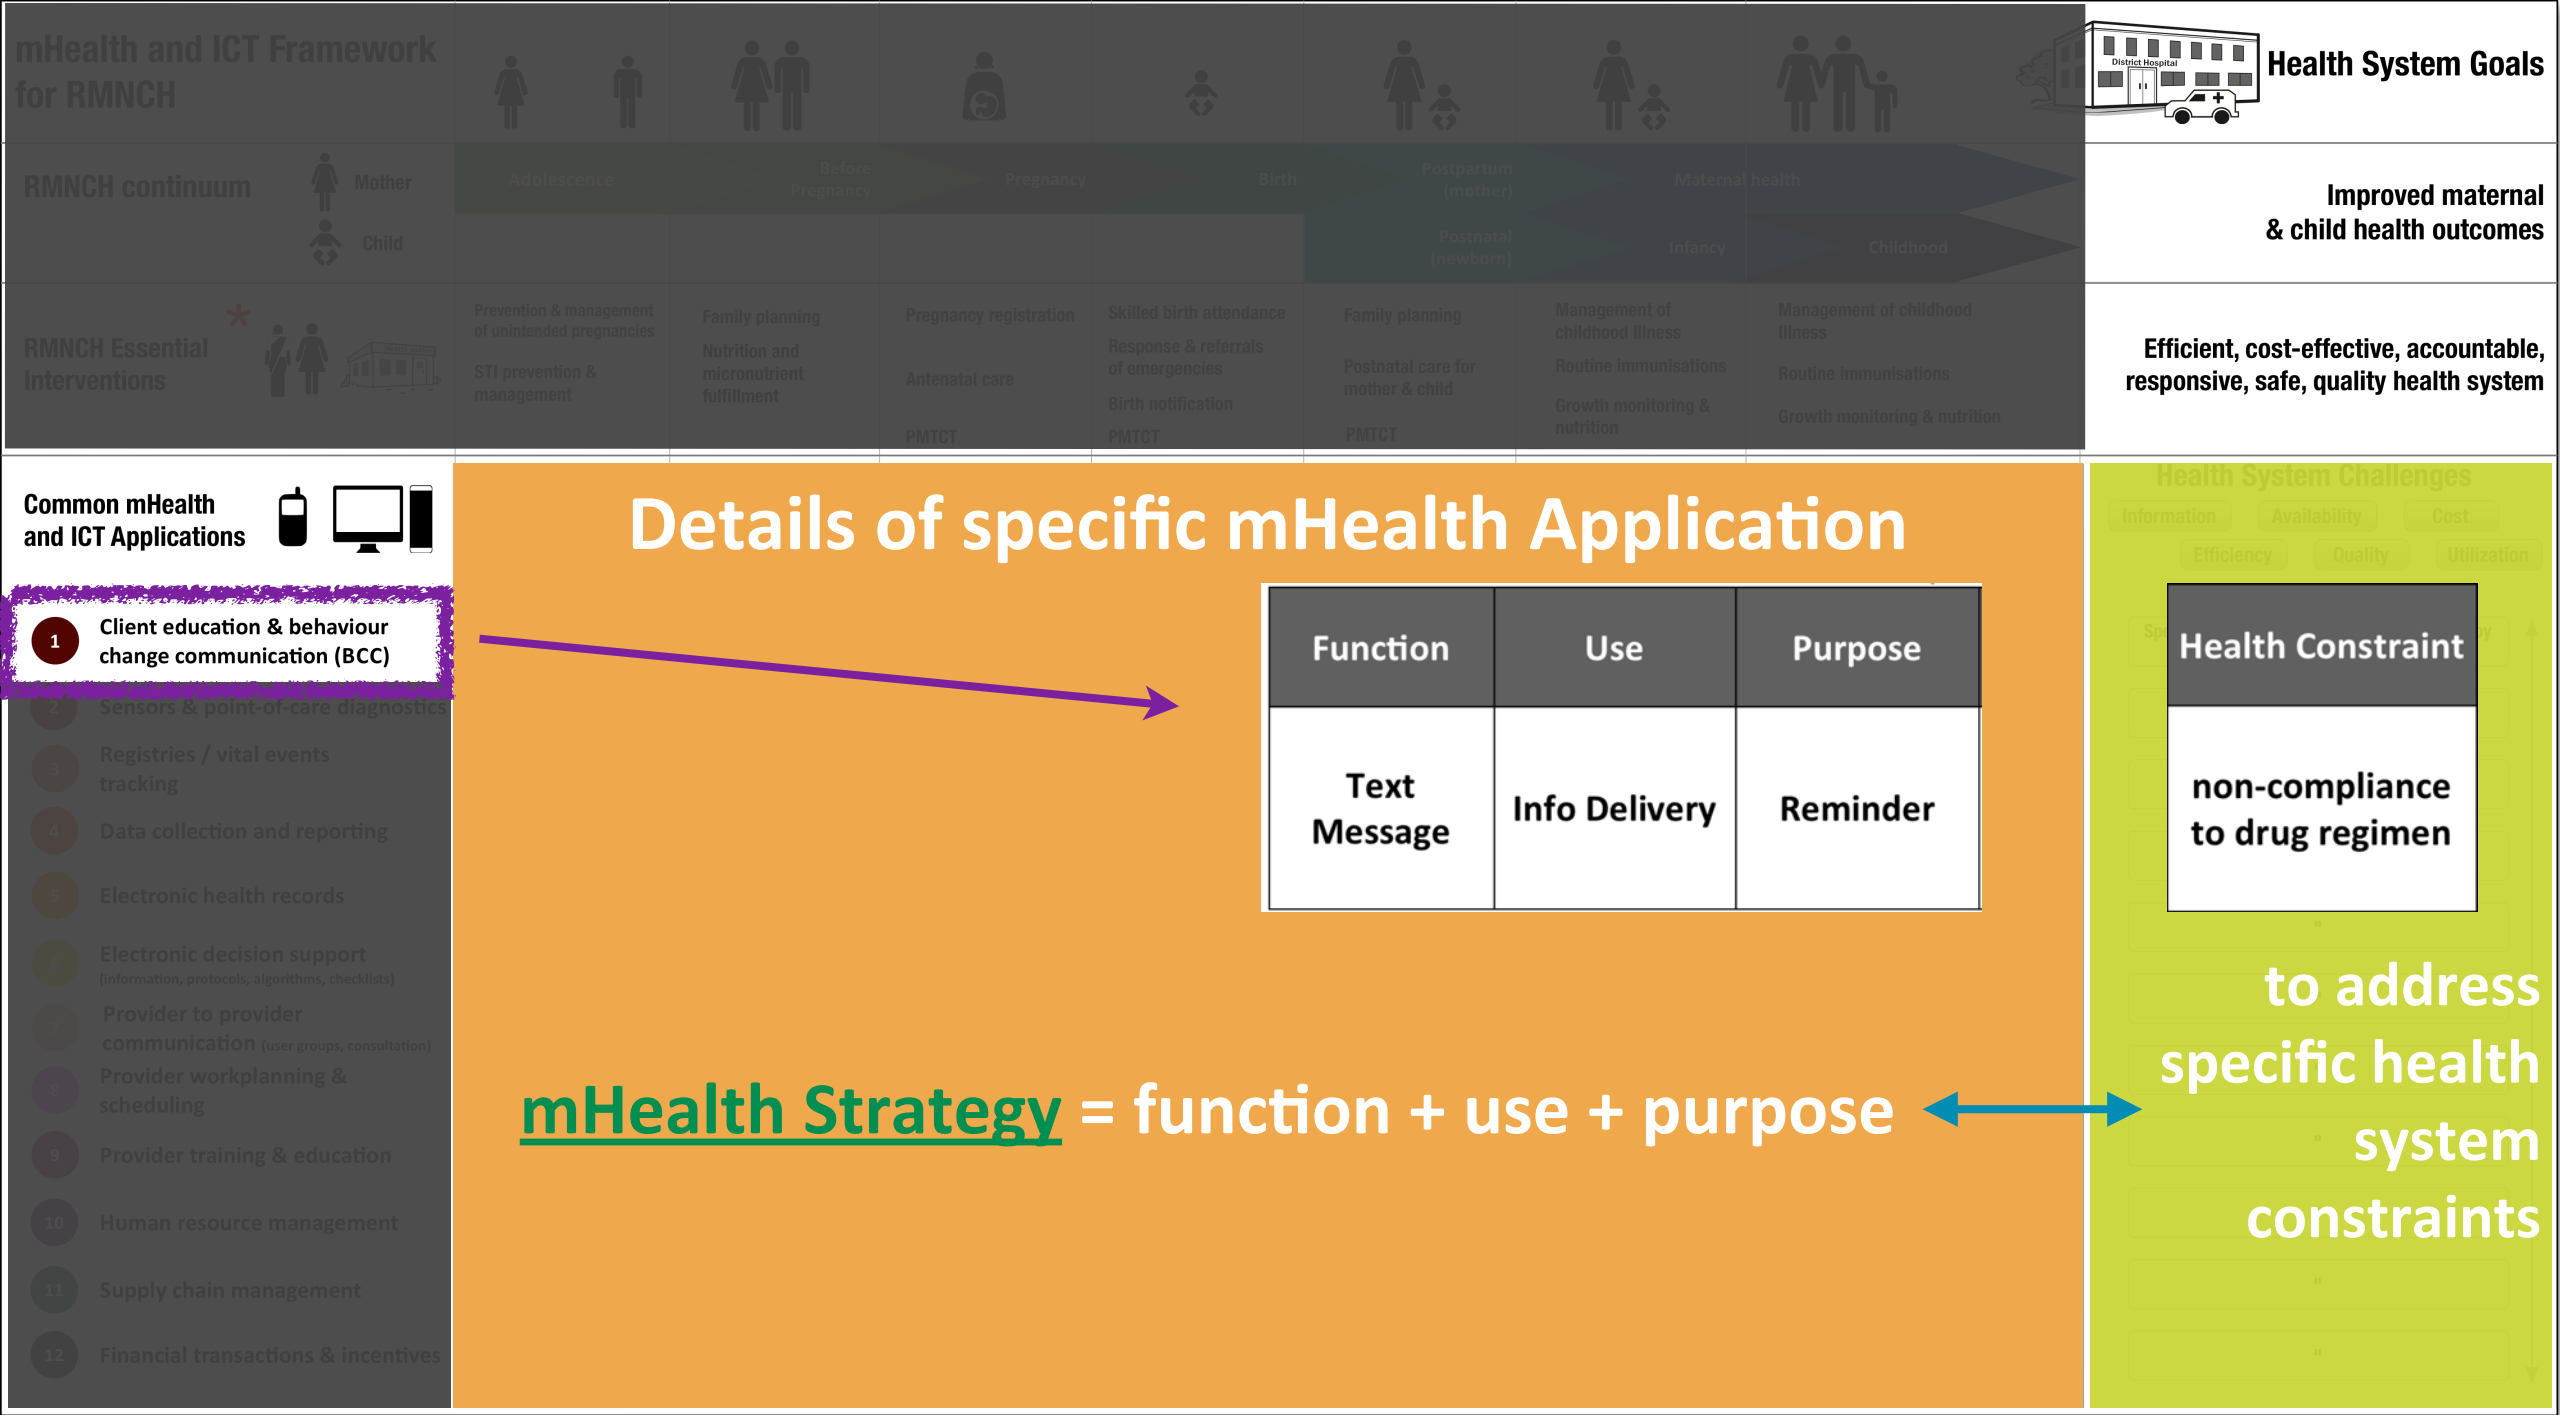 mHealth and ICT Framework
for RMNCH
District Hospital
Health System Goals
RMNCH continuum
Mother
Child
Adolescence
Before
Pregnancy
Pregnancy
Birth
Postpartum
(mother)
Maternal health
Postnatal
(newborn)
Infancy
Childhood
Improved maternal
& child health outcomes
RMNCH Essential
Interventions
*
Prevention & management
of unintended pregnancies
STI prevention &
management
Family planning
Nutrition and
micronutrient
fulfillment
Pregnancy registration
Antenatal care
PMTCT
Skilled birth attendance
Response & referrals
of emergencies
Birth notification
PMTCT
Family planning
Postnatal care for
mother & child
PMTCT
Management of
childhood Illness
Routine immunisations
Growth monitoring &
nutrition
Management of childhood
Illness
Routine immunisations
Growth monitoring & nutrition
Efficient, cost-effective, accountable,
responsive, safe, quality health system
Common mHealth
and ICT Applications
1 Client education & behaviour
change communication (BCC)
2 Sensors & point-of-care diagnostics
3 Registries / vital events
tracking
4 Data collection and reporting
5 Electronic health records
Electronic decision support
(information, protocols, algorithms, checklists)
Provider to provider
communication (user groups, consultation)
8 Provider workplanning &
scheduling
9 Provider training & education
10 Human resource management
11 Supply chain management
12 Financial transactions & incentives
Details of specific mHealth Application
Function Use Purpose
Text
Message
Info Delivery
Reminder
mHealth Strategy = function + use + purpose
Health System Challenges
Information Availability Cost
Efficiency Quality Utilization
Health Constraint
non-compliance
to drug regimen
to address
specific health
system
constraints